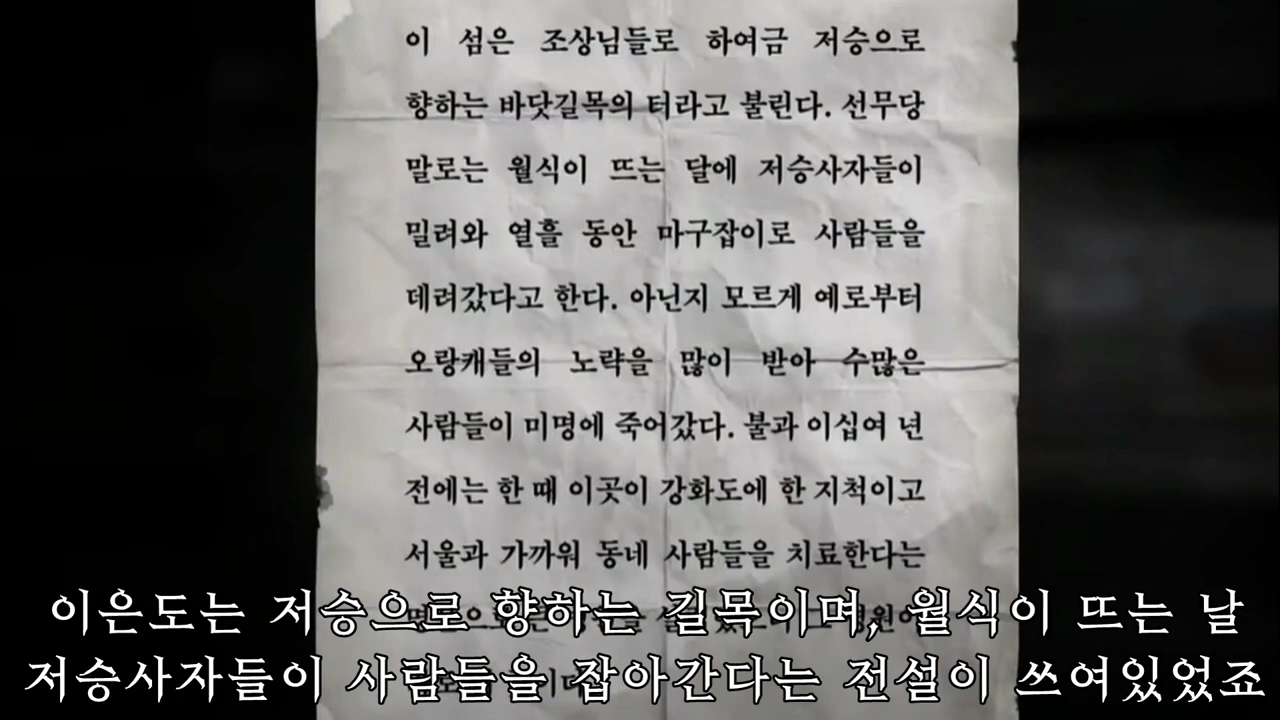 이 섬은 조상님들로 하여금 저승으로
향하는 바닷길목의 터라고 불린다. 선무당
말로는 월식이 뜨는 달에 저승사자들이
밀려와 열흘 동안 마구잡이로 사람들을
데려갔다고 한다. 아닌지 모르게 예로부터
오랑캐들의 노략을 많이 받아 수많은
사람들이 미명에 죽어갔다. 불과 이십여 년
전에는 한 때 이곳이 강화도에 한 지척이고
서울과 가까워 동네 사람들을 치료한다는
이은도는 저승으로 향하는 길목이며, 월식이 뜨는 날
저승사자들이 사람들을 잡아간다는 전설이 쓰여있었죠